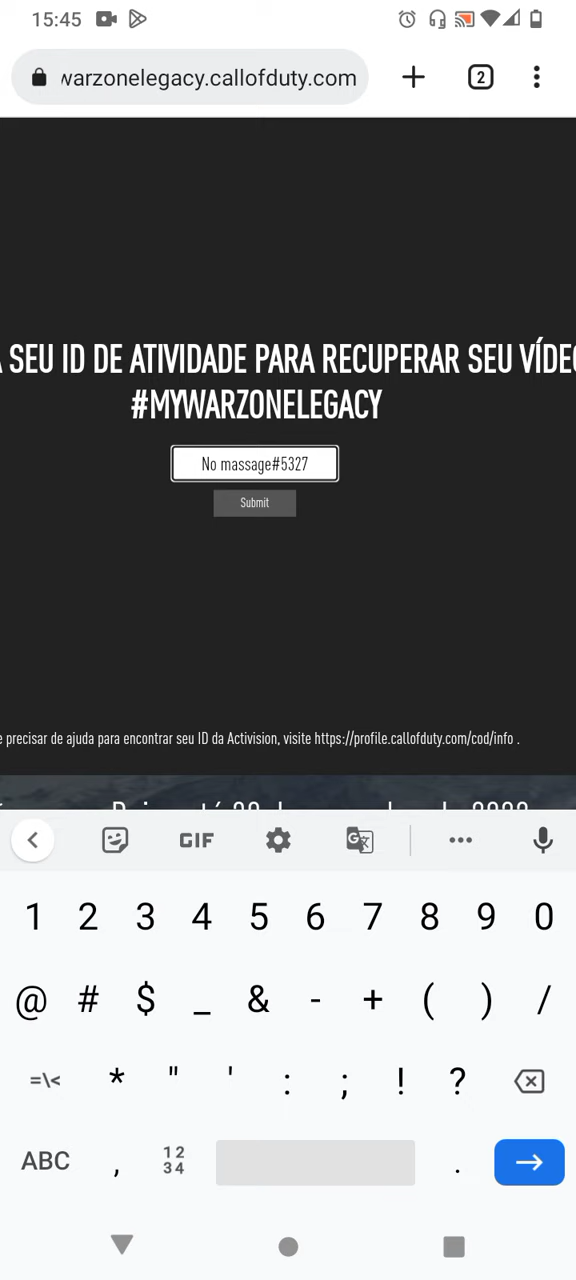 15:45
warzonelegacy.callofduty.com
2
SEU ID DE ATIVIDADE PARA RECUPERAR SEU VÍDEO
#MYWARZONELEGACY
No massage#5327
Submit
e precisar de ajuda para encontrar seu ID da Activision, visite https://profile.callofduty.com/cod/info .
GIF
1 2 3 4 5 6 7 8 9 0
@ # $ _ & - + ( ) /
=\< * " ' : ; ! ?
ABC , 12 34 .